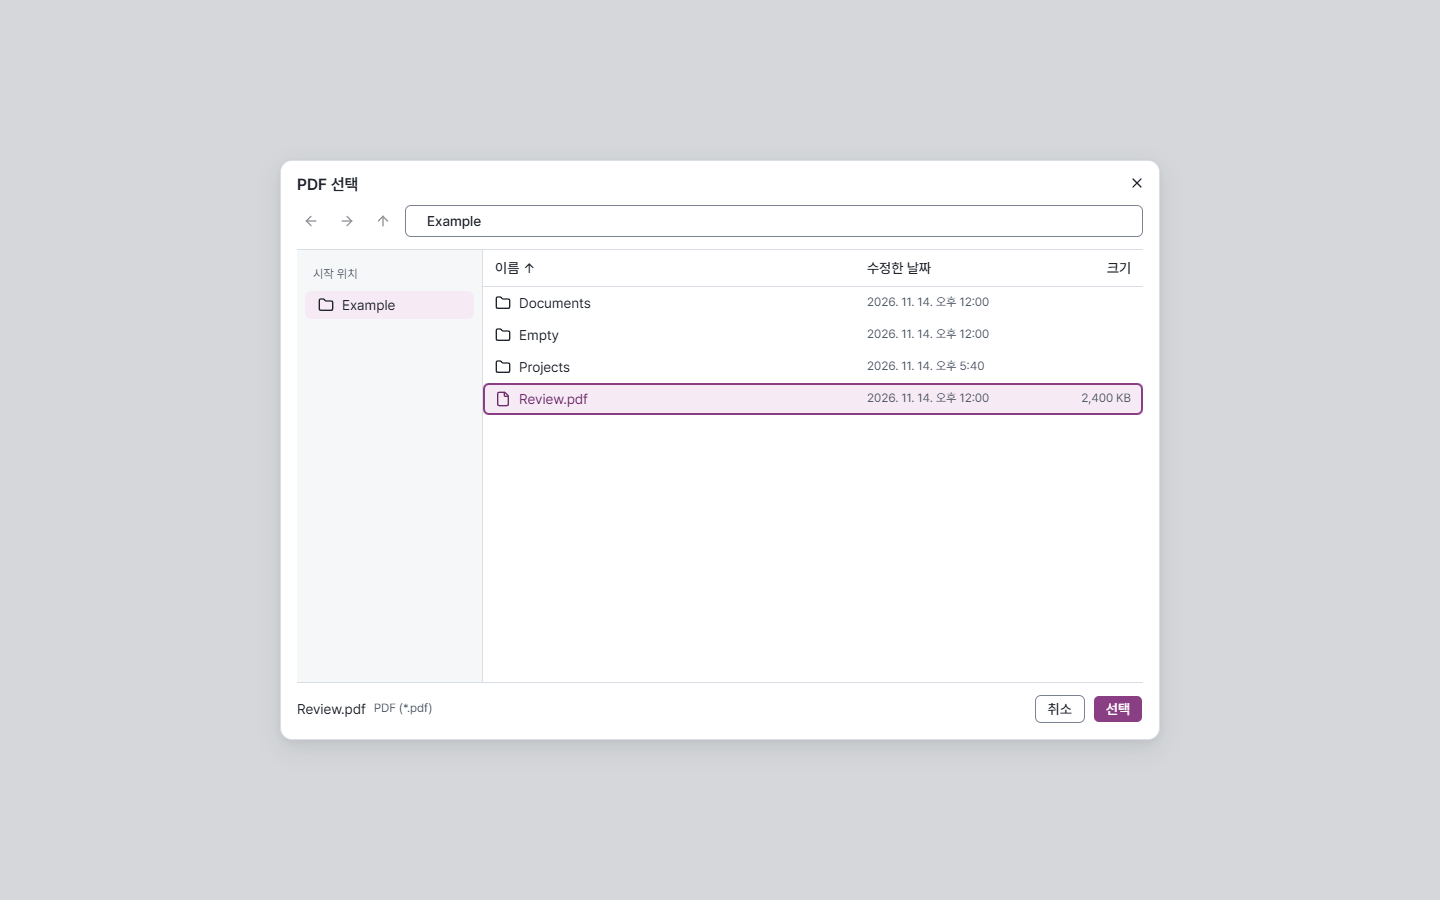 PDF 선택
Example
시작 위치
Example
이름 수정한 날짜 크기
Documents 2026. 11. 14. 오후 12:00
Empty 2026. 11. 14. 오후 12:00
Projects 2026. 11. 14. 오후 5:40
Review.pdf 2026. 11. 14. 오후 12:00 2,400 KB
Review.pdf PDF (*.pdf) 취소 선택